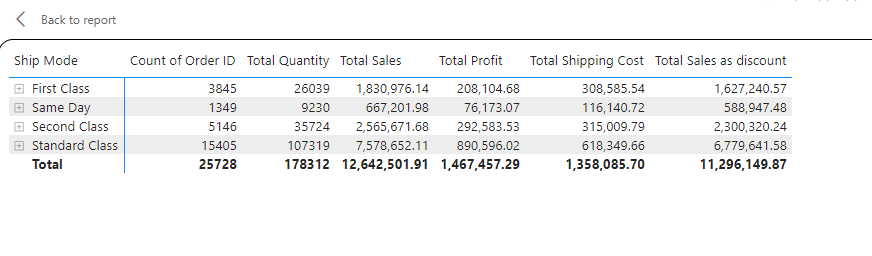 Back to report
Ship Mode Count of Order ID Total Quantity Total Sales Total Profit Total Shipping Cost Total Sales as discount
First Class 3845 26039 1,830,976.14 208,104.68 308,585.54 1,627,240.57
Same Day 1349 9230 667,201.98 76,173.07 116,140.72 588,947.48
Second Class 5146 35724 2,565,671.68 292,583.53 315,009.79 2,300,320.24
Standard Class 15405 107319 7,578,652.11 890,596.02 618,349.66 6,779,641.58
Total 25728 178312 12,642,501.91 1,467,457.29 1,358,085.70 11,296,149.87